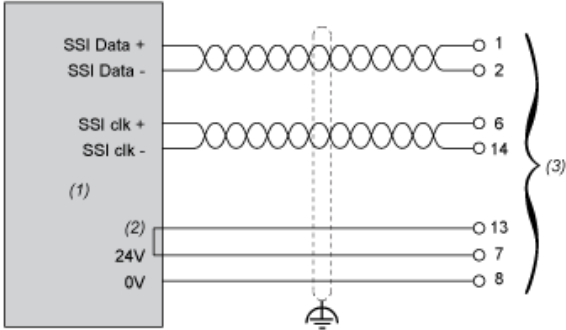 SSI Data + 1
SSI Data - 2
SSI clk + 6
SSI clk - 14
(1) (3)
(2) 13
24V 7
0V 8